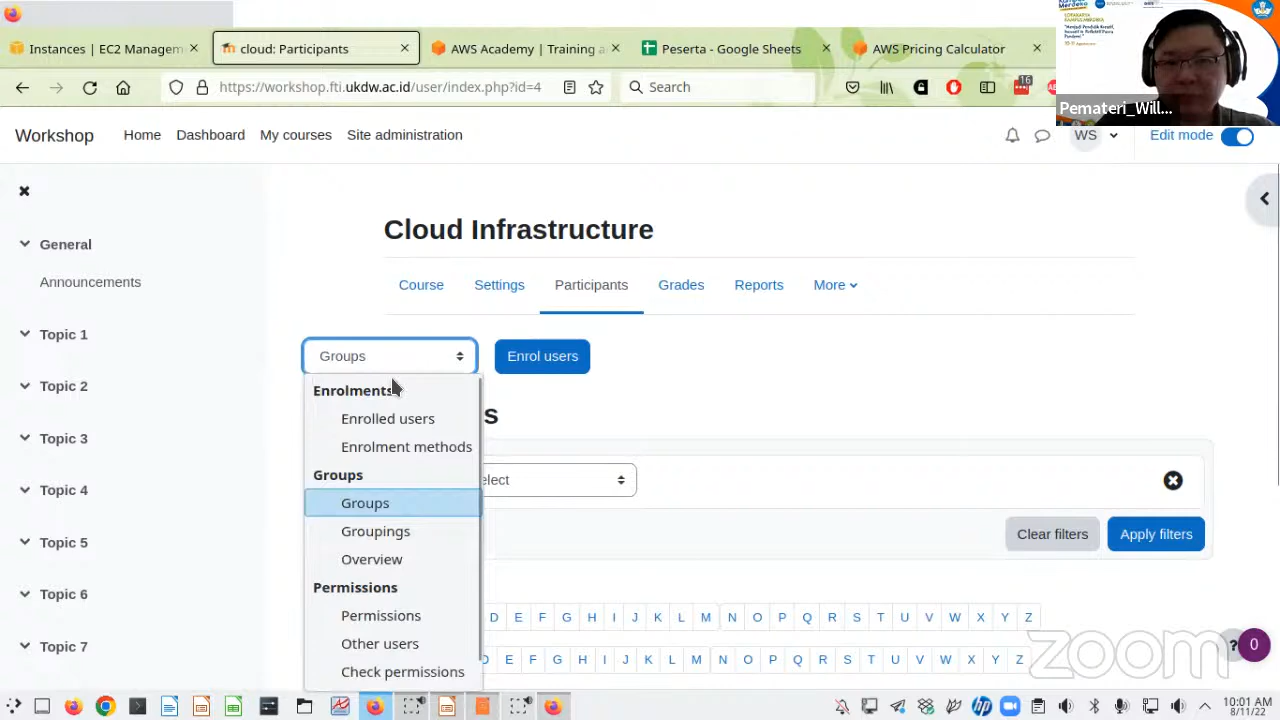 Instances | EC2 Managem
cloud: Participants
AWS Academy - Training a
peserta - Google Sheets
AWS Pricing Calculator
https://workshop.fti.ukdw.ac.id/user/index.php?id=4
Search
16
Pemateri_Will...
Workshop
Home
Dashboard
My courses
Site administration
WS
Edit mode
General
Announcements
Topic 1
Topic 2
Topic 3
Topic 4
Topic 5
Topic 6
Topic 7
Cloud Infrastructure
Course
Settings
Participants
Grades
Reports
More
Groups
Enrol users
Enrolments
Enrolled users
Enrolment methods
Groups
Groups
Groupings
Overview
Permissions
Permissions
Other users
Check permissions
s
elect
Clear filters
Apply filters
D E F G H I J K L M N O P Q R S T U V W X Y Z
D E F G H I J K L M N O P Q R S T U V W X Y Z
zoom
? 0
10:01 AM
8/11/22